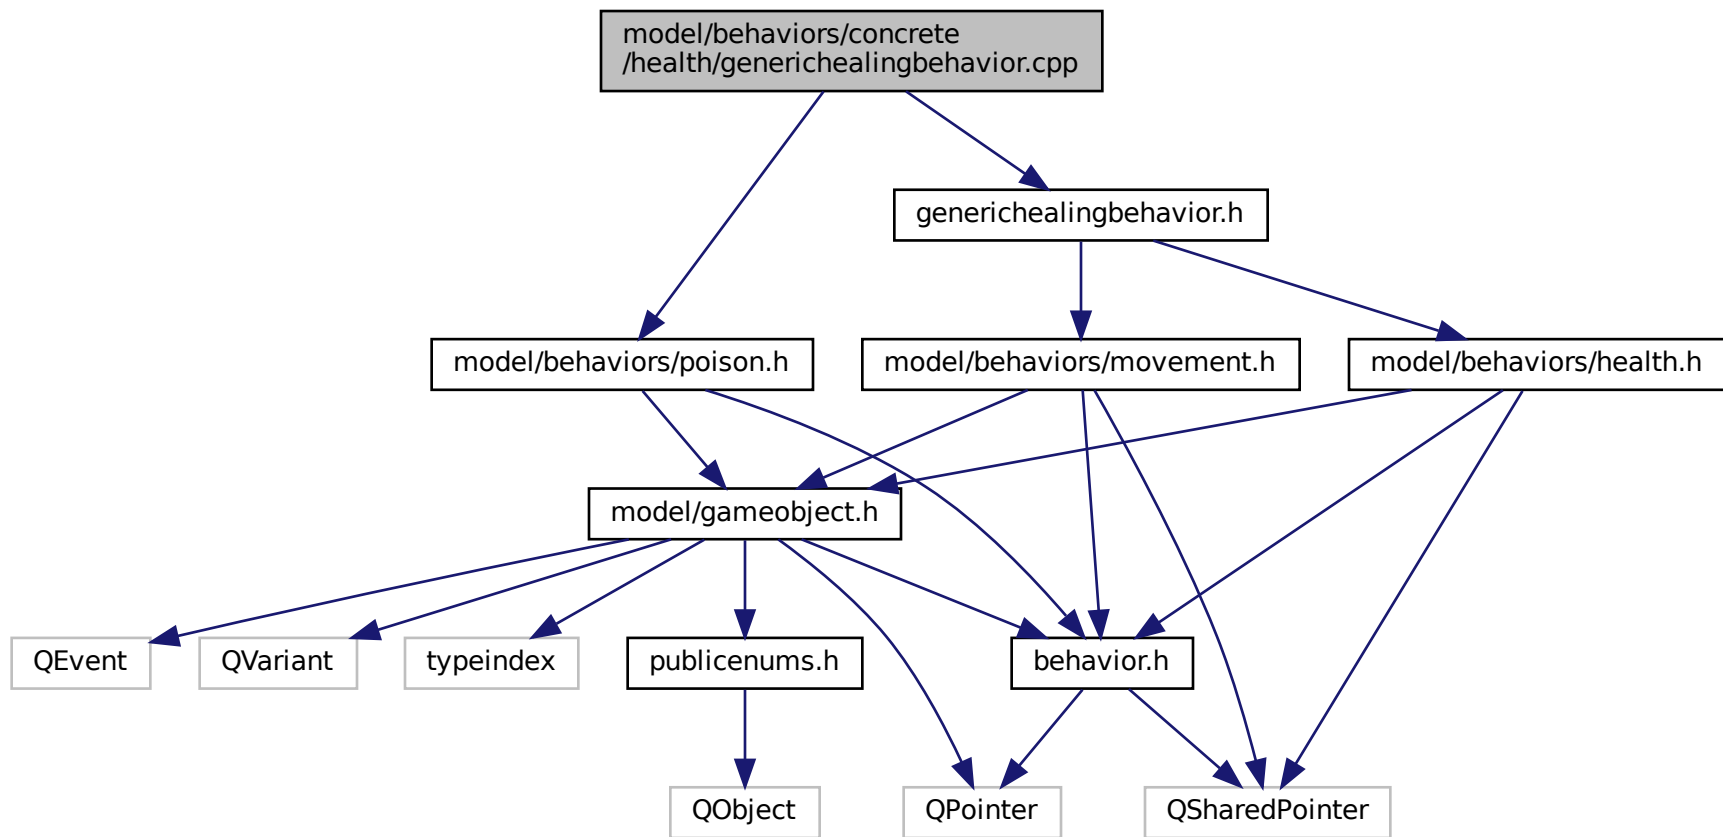 model/behaviors/concrete
/health/generichealingbehavior.cpp
generichealingbehavior.h
model/behaviors/poison.h
model/behaviors/movement.h
model/behaviors/health.h
model/gameobject.h
QEvent
QVariant
typeindex
publicenums.h
behavior.h
QObject
QPointer
QSharedPointer